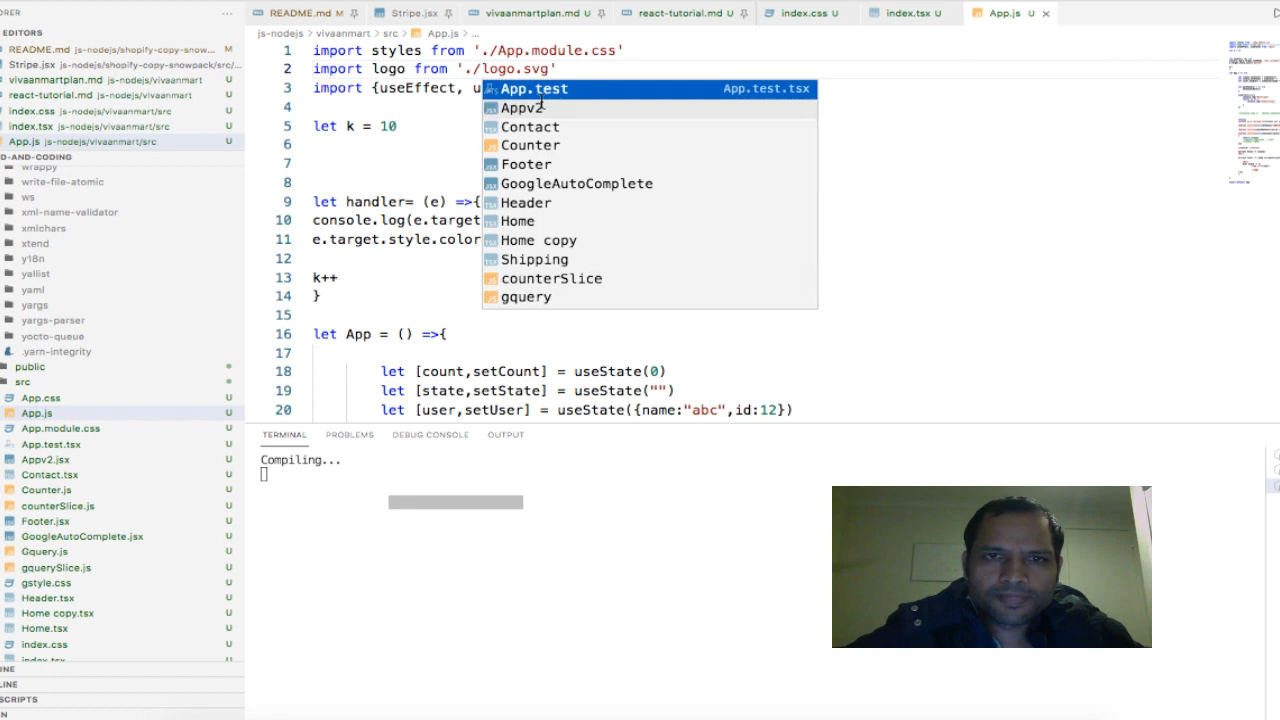 ORER ...
README.md M
Stripe.jsx
vivaanmartplan.md U
react-tutorial.md U
index.css U
index.tsx U
App.js U ×
EDITORS
README.md js-nodejs/shopify-copy-snow... M
Stripe.jsx js-nodejs/shopify-copy-snowpack/src/...
vivaanmartplan.md js-nodejs/vivaanmart U
react-tutorial.md js-nodejs/vivaanmart U
index.css js-nodejs/vivaanmart/src U
index.tsx js-nodejs/vivaanmart/src U
App.js js-nodejs/vivaanmart/src U
D-AND-CODING
wrappy
write-file-atomic
ws
xml-name-validator
xmlchars
xtend
y18n
yallist
yaml
yargs
yargs-parser
yocto-queue
.yarn-integrity
public
src
App.css U
App.js U
App.module.css U
App.test.tsx U
Appv2.jsx U
Contact.tsx U
Counter.js U
counterSlice.js U
Footer.jsx U
GoogleAutoComplete.jsx U
Gquery.js U
gquerySlice.js U
gstyle.css U
Header.tsx U
Home copy.tsx U
Home.tsx U
index.css U
index.tsx U
INE
LINE
SCRIPTS
N
js-nodejs > vivaanmart > src > App.js > ...
1 import styles from './App.module.css'
2 import logo from './logo.svg'
3 import {useEffect, u
4
5 let k = 10
6
7
8
9 let handler= (e) =>{
10 console.log(e.target
11 e.target.style.color
12
13 k++
14 }
15
16 let App = () =>{
17
18 let [count,setCount] = useState(0)
19 let [state,setState] = useState("")
20 let [user,setUser] = useState({name:"abc",id:12})
App.test App.test.tsx
Appv2
Contact
Counter
Footer
GoogleAutoComplete
Header
Home
Home copy
Shipping
counterSlice
gquery
TERMINAL PROBLEMS DEBUG CONSOLE OUTPUT
Compiling...